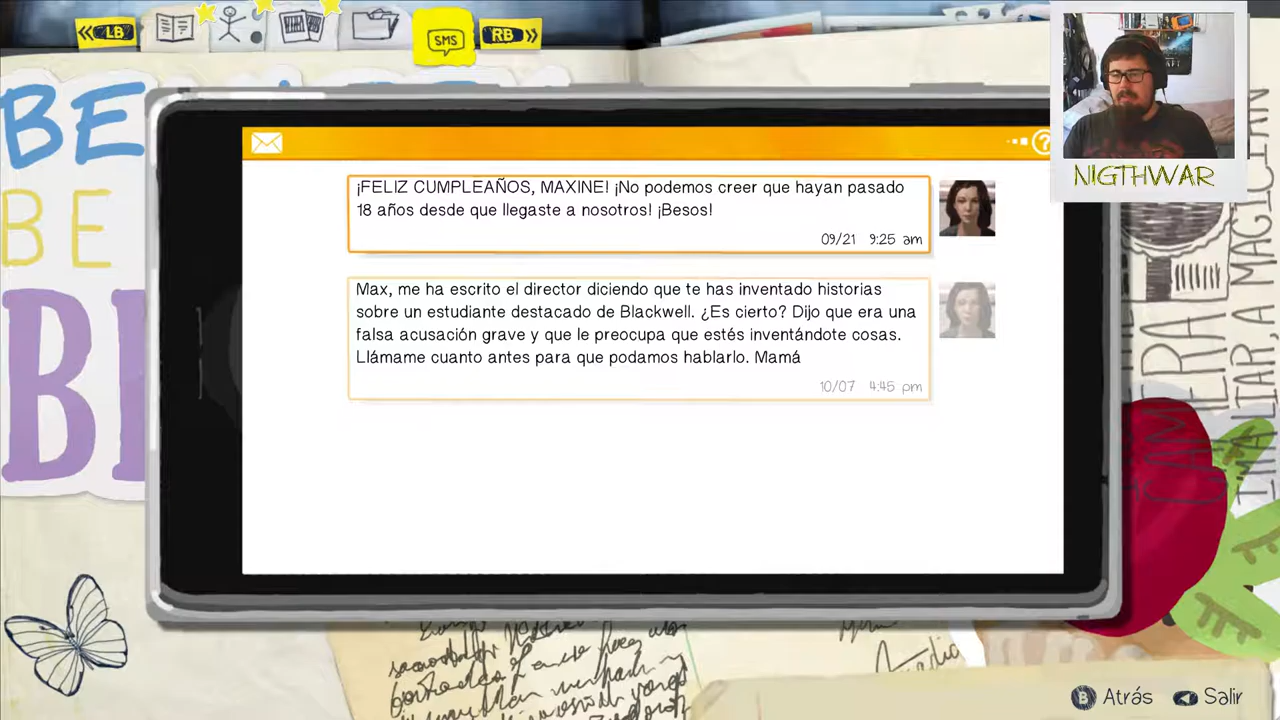 LB
SMS
RB
NIGTHWAR
BE
BE
¡FELIZ CUMPLEAÑOS, MAXINE! ¡No podemos creer que hayan pasado
18 años desde que llegaste a nosotros! ¡Besos!
09/21 9:25 am
Max, me ha escrito el director diciendo que te has inventado historias
sobre un estudiante destacado de Blackwell. ¿Es cierto? Dijo que era una
falsa acusación grave y que le preocupa que estés inventándote cosas.
Llámame cuanto antes para que podamos hablarlo. Mamá
10/07 4:45 pm
B Atrás
Salir